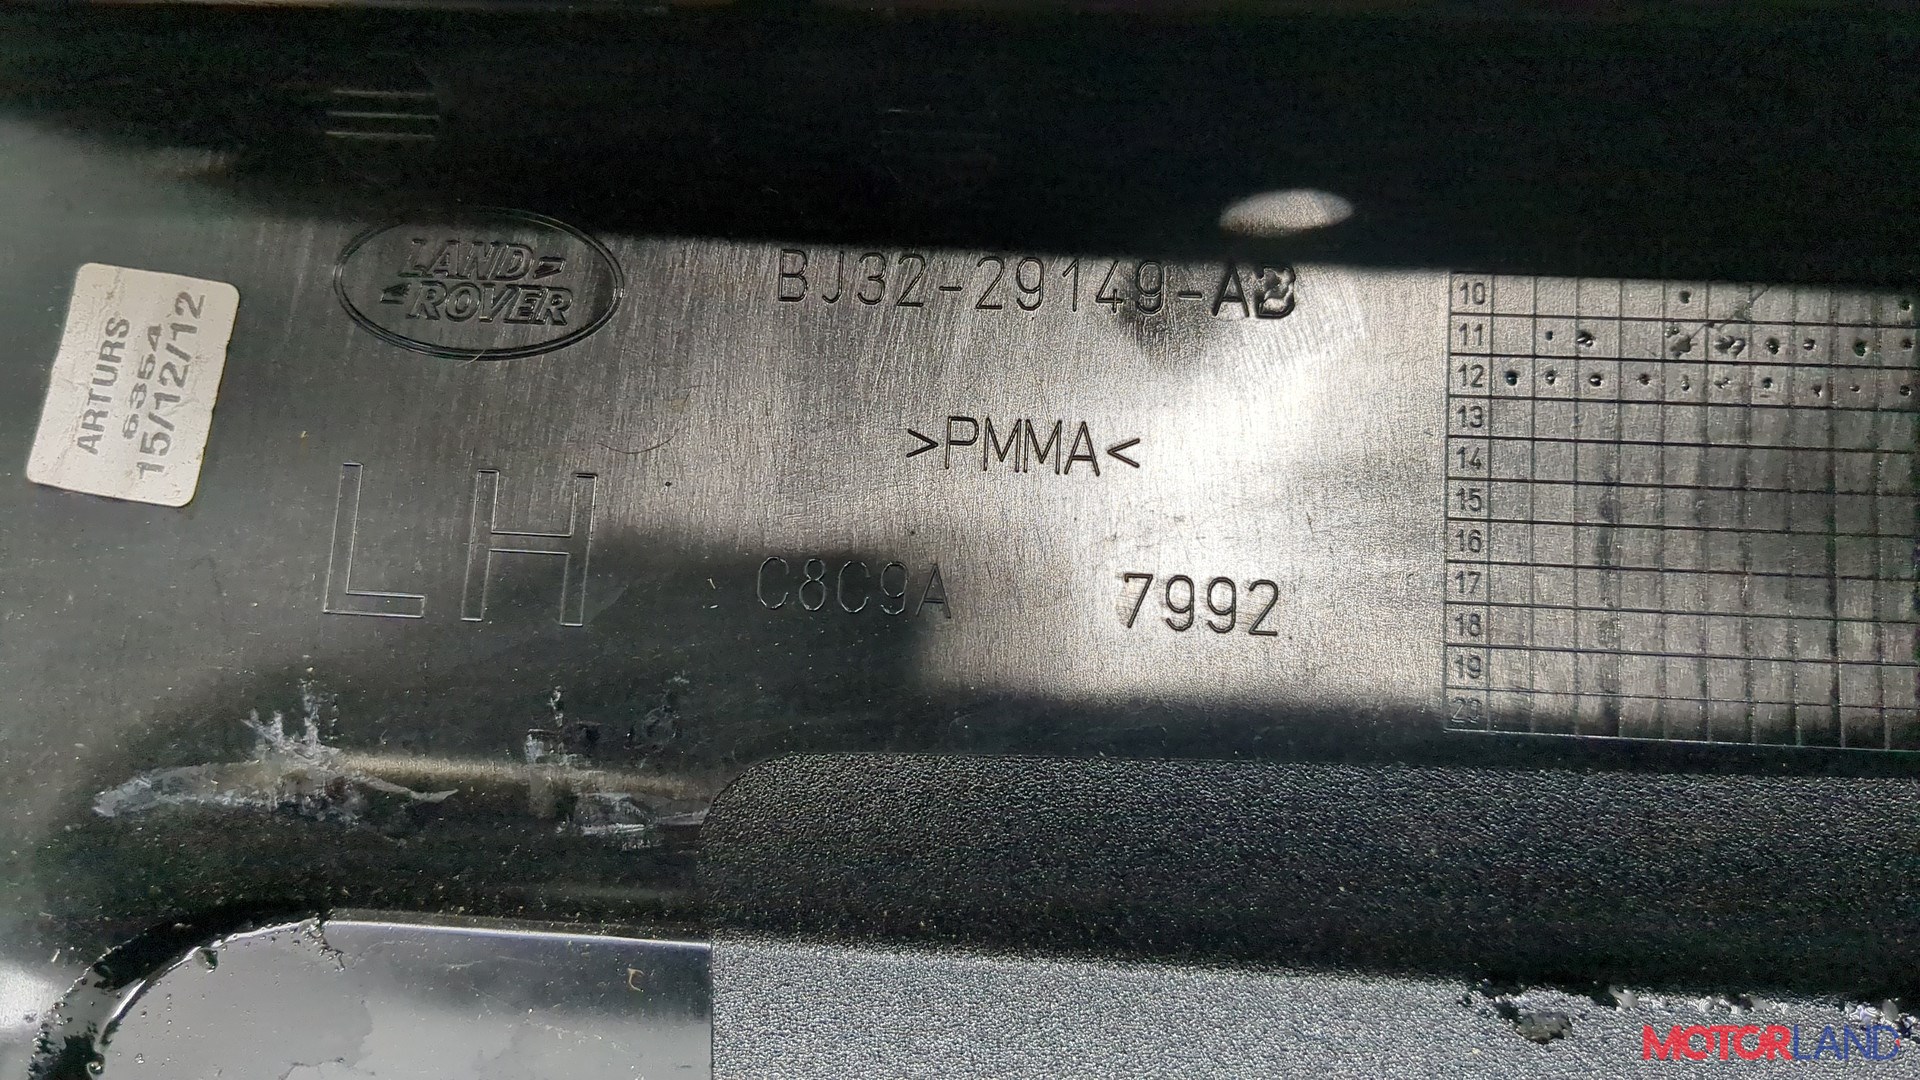 LAND
ROVER
BJ32-29149-AB
ARTURS
6354
15/12/12
>PMMA<
LH
C8C9A
7992
10
11
12
13
14
15
16
17
18
19
20
MOTORLAND